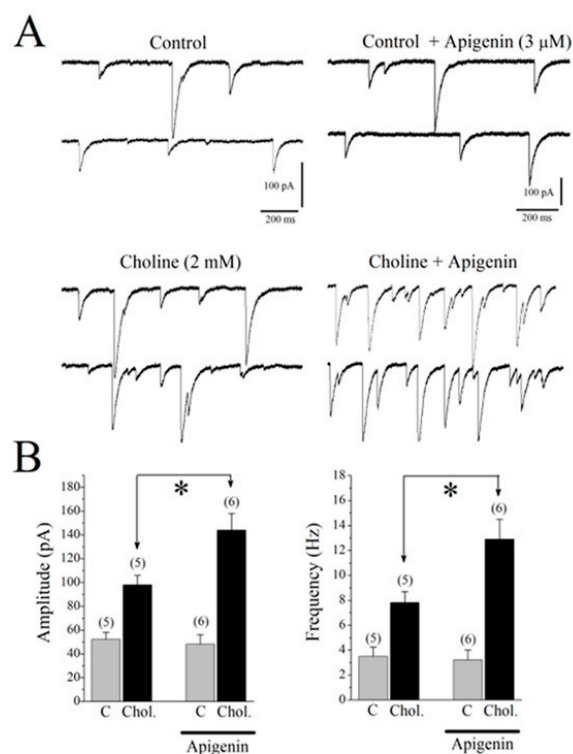 A
Control
Control + Apigenin (3 µM)
100 pA
200 ms
100 pA
200 ms
Choline (2 mM)
Choline + Apigenin
B
Amplitude (pA)
180
160
140
120
100
80
60
40
20
0
(5)
(5)
*
(6)
(6)
C Chol. C Chol.
Apigenin
Frequency (Hz)
18
16
14
12
10
8
6
4
2
0
(5)
(5)
*
(6)
(6)
C Chol. C Chol.
Apigenin